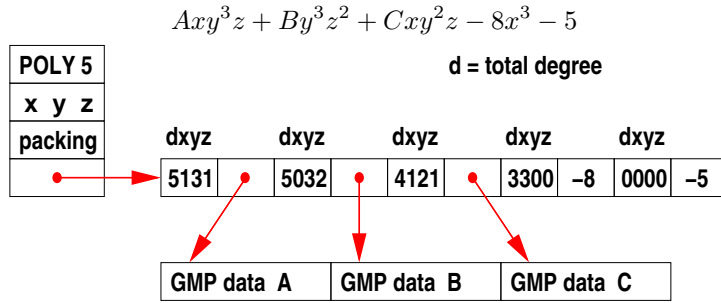 Axy³z + By³z² + Cxy²z − 8x³ − 5
POLY 5
d = total degree
x y z
packing
dxyz dxyz dxyz dxyz dxyz
5131 5032 4121 3300 −8 0000 −5
GMP data A GMP data B GMP data C